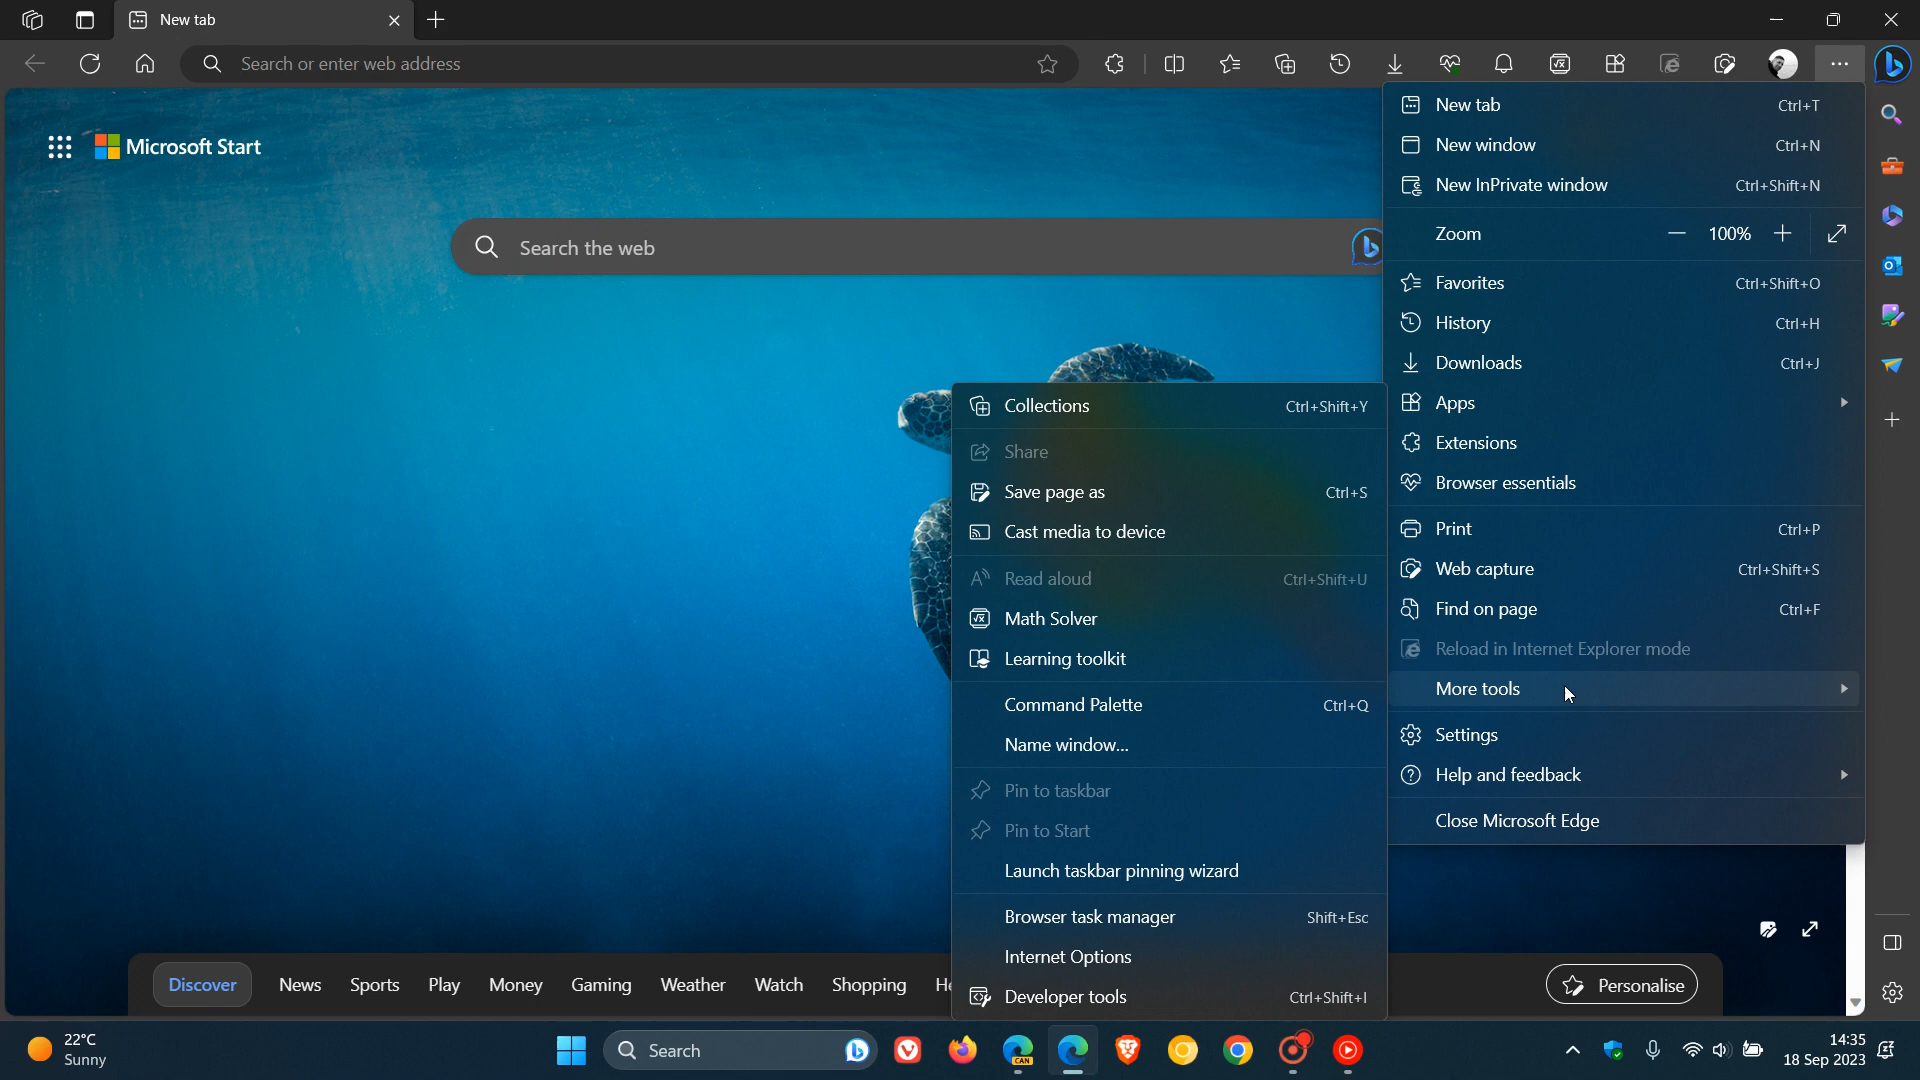 New tab
Search or enter web address
Microsoft Start
Search the web
New tab Ctrl+T
New window Ctrl+N
New InPrivate window Ctrl+Shift+N
Zoom 100%
Favorites Ctrl+Shift+O
History Ctrl+H
Downloads Ctrl+J
Apps
Extensions
Browser essentials
Print Ctrl+P
Web capture Ctrl+Shift+S
Find on page Ctrl+F
Reload in Internet Explorer mode
More tools
Settings
Help and feedback
Close Microsoft Edge
Collections Ctrl+Shift+Y
Share
Save page as Ctrl+S
Cast media to device
Read aloud Ctrl+Shift+U
Math Solver
Learning toolkit
Command Palette Ctrl+Q
Name window...
Pin to taskbar
Pin to Start
Launch taskbar pinning wizard
Browser task manager Shift+Esc
Internet Options
Developer tools Ctrl+Shift+I
Discover News Sports Play Money Gaming Weather Watch Shopping
Personalise
22°C
Sunny
Search
CAN
14:35
18 Sep 2023